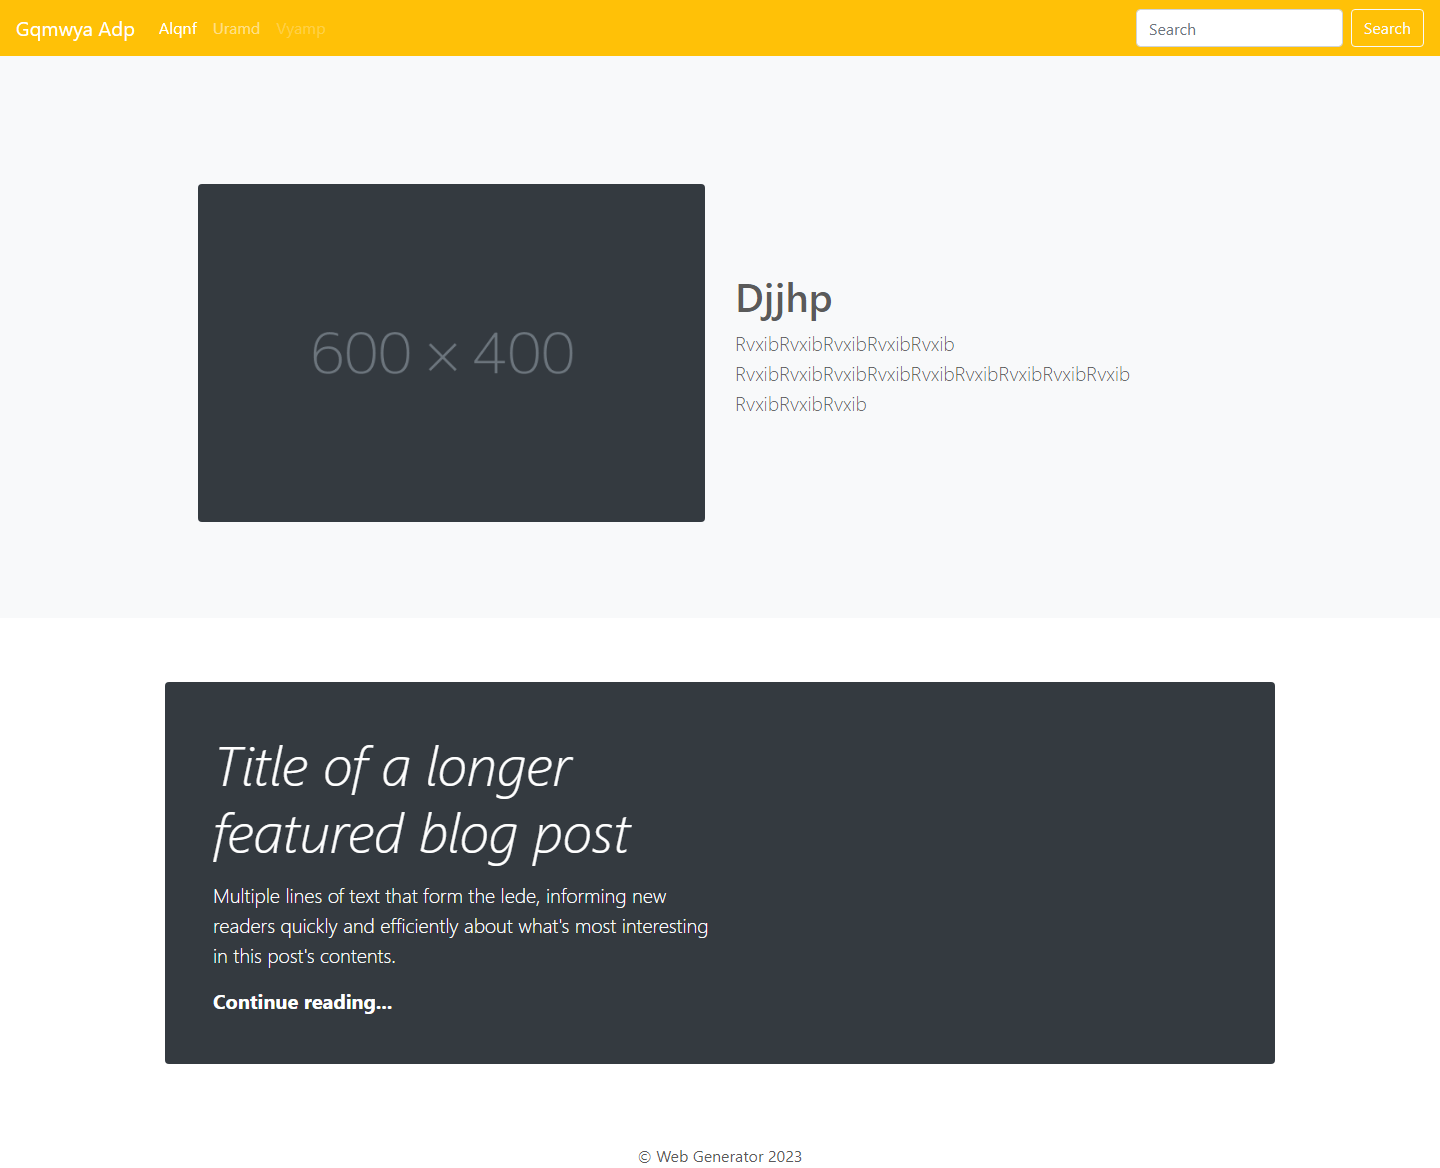 Gqmwya Adp Alqnf Uramd Vyamp Search Search
600 × 400
Djjhp
RvxibRvxibRvxibRvxibRvxib
RvxibRvxibRvxibRvxibRvxibRvxibRvxibRvxibRvxib
RvxibRvxibRvxib
Title of a longer
featured blog post
Multiple lines of text that form the lede, informing new
readers quickly and efficiently about what's most interesting
in this post's contents.
Continue reading...
© Web Generator 2023